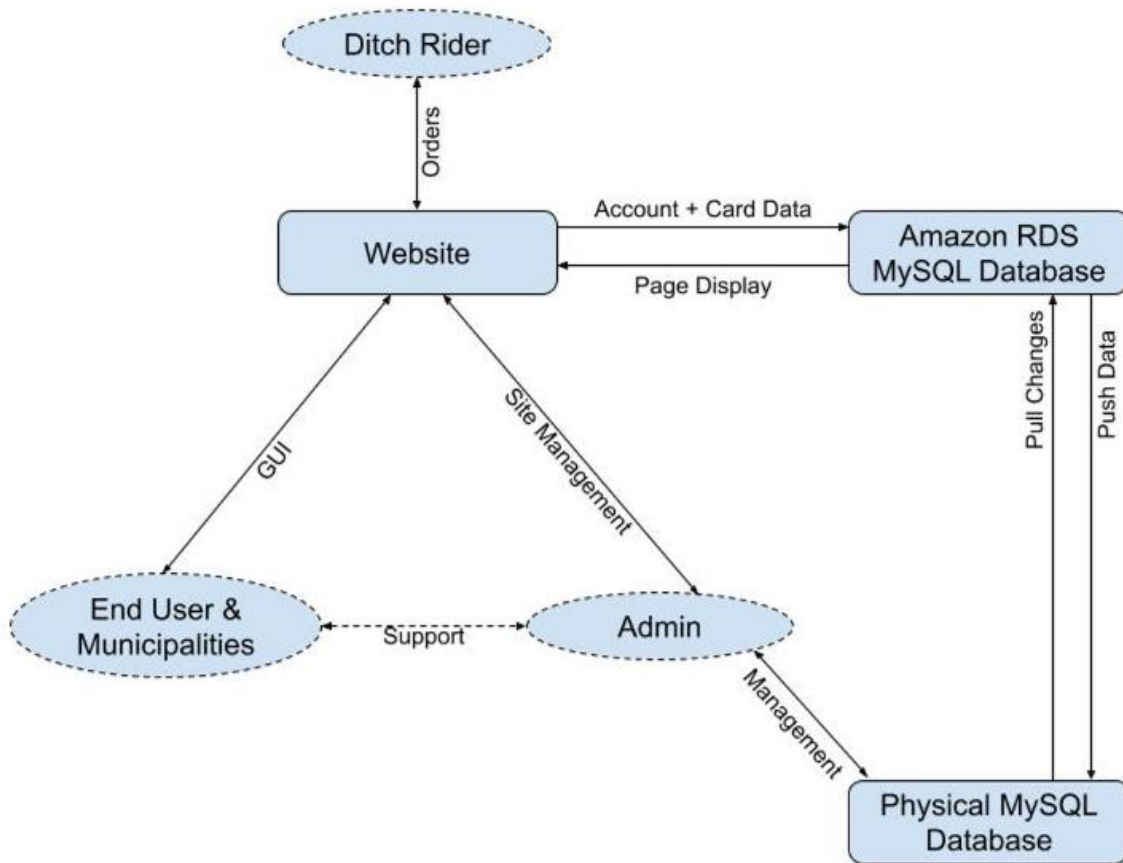 Ditch Rider
Orders
Website
Account + Card Data
Page Display
Amazon RDS
MySQL Database
GUI
Site Management
Pull Changes
Push Data
End User &
Municipalities
Support
Admin
Management
Physical MySQL
Database